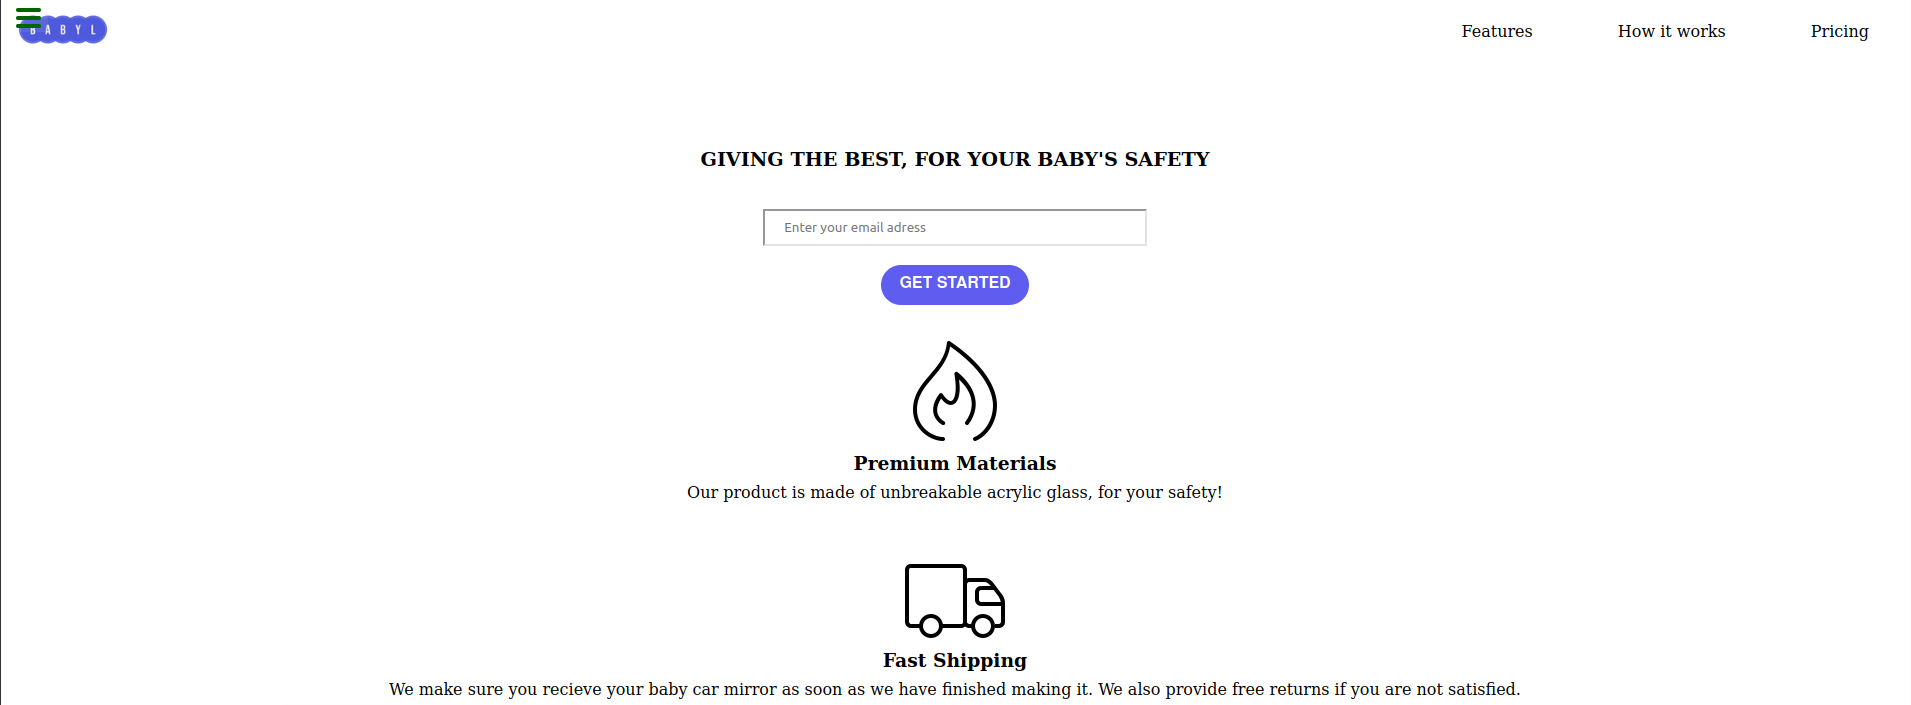 BABYL
Features How it works Pricing
GIVING THE BEST, FOR YOUR BABY'S SAFETY
Enter your email adress
GET STARTED
Premium Materials
Our product is made of unbreakable acrylic glass, for your safety!
Fast Shipping
We make sure you recieve your baby car mirror as soon as we have finished making it. We also provide free returns if you are not satisfied.